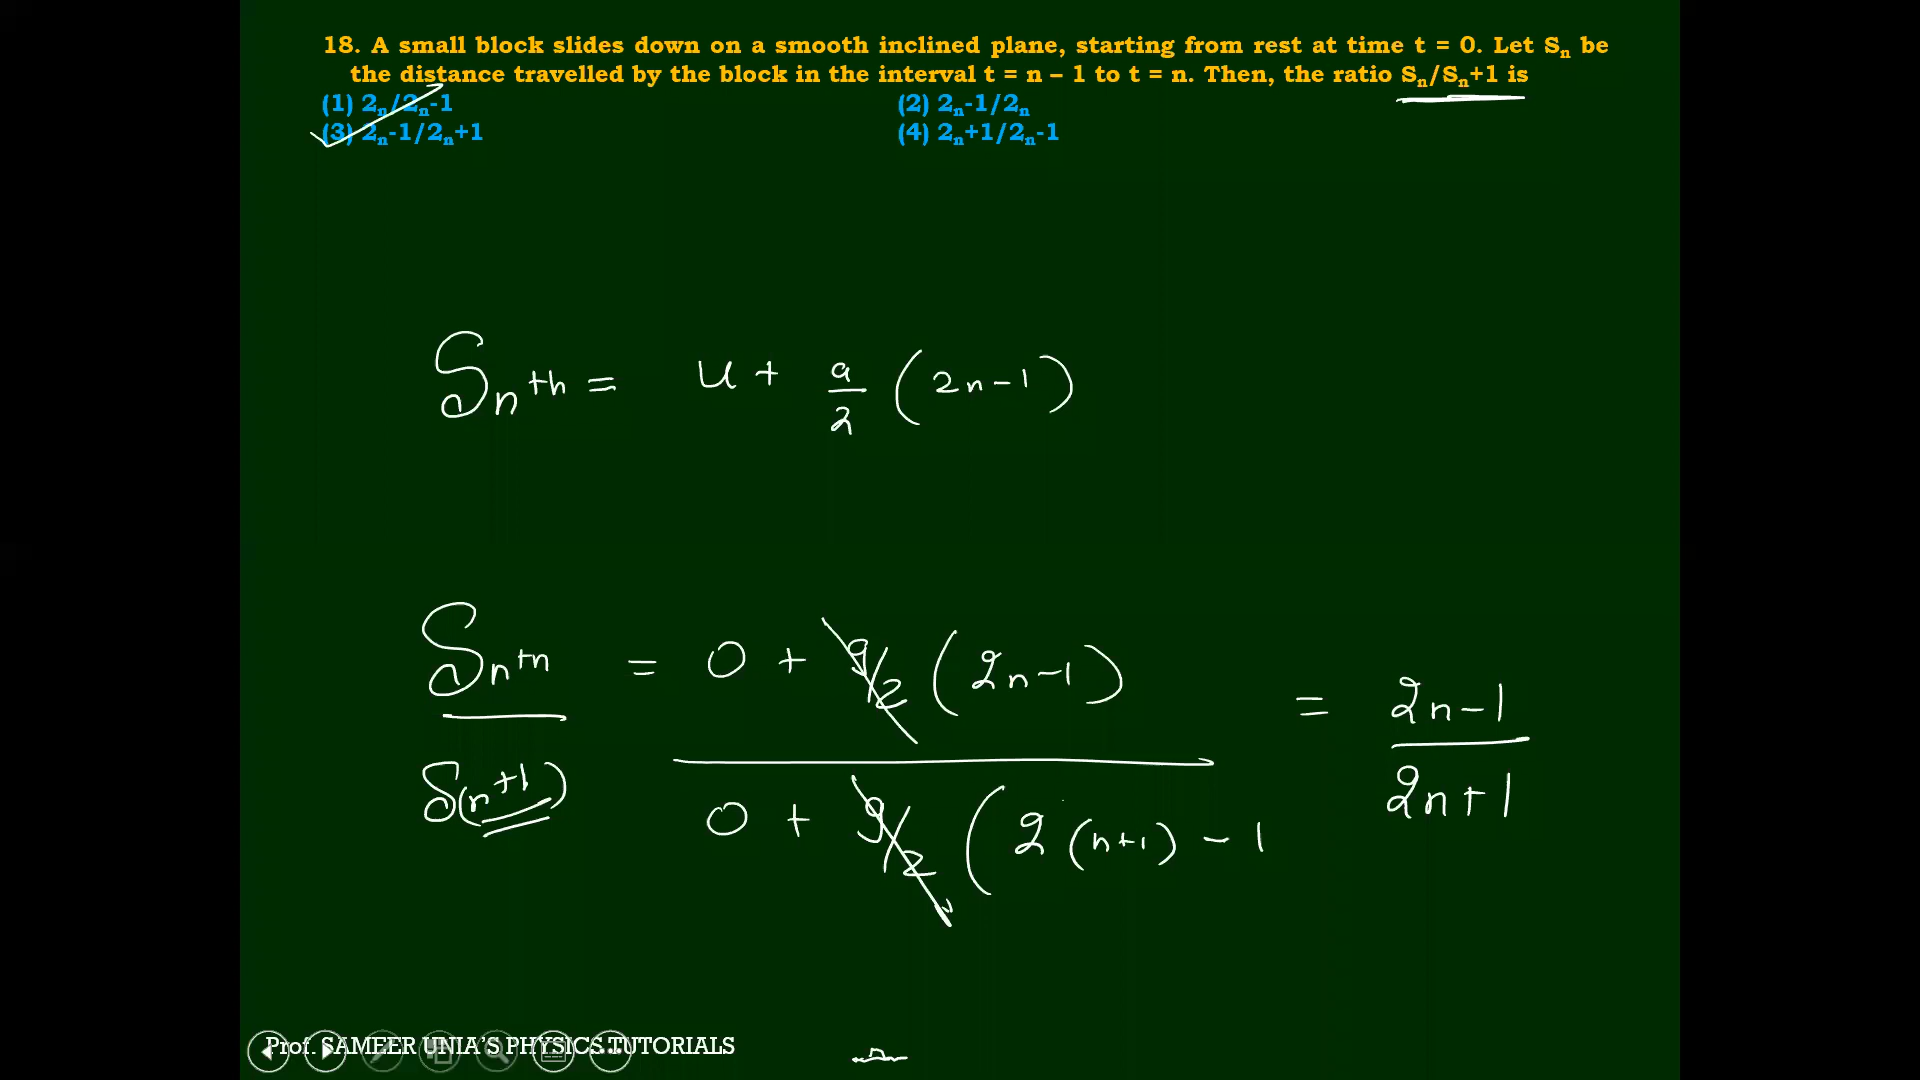 18. A small block slides down on a smooth inclined plane, starting from rest at time t = 0. Let Sₙ be
the distance travelled by the block in the interval t = n – 1 to t = n. Then, the ratio Sₙ/Sₙ+1 is
(1) 2ₙ/2ₙ-1 (2) 2ₙ-1/2ₙ
(3) 2ₙ-1/2ₙ+1 (4) 2ₙ+1/2ₙ-1
Sₙth = u + a/2 (2n-1)
Sₙth = 0 + a/2 (2n-1) = 2n-1
S(n+1) 0 + a/2 (2(n+1) - 1 2n+1
Prof. SAMEER UNIA'S PHYSICS TUTORIALS